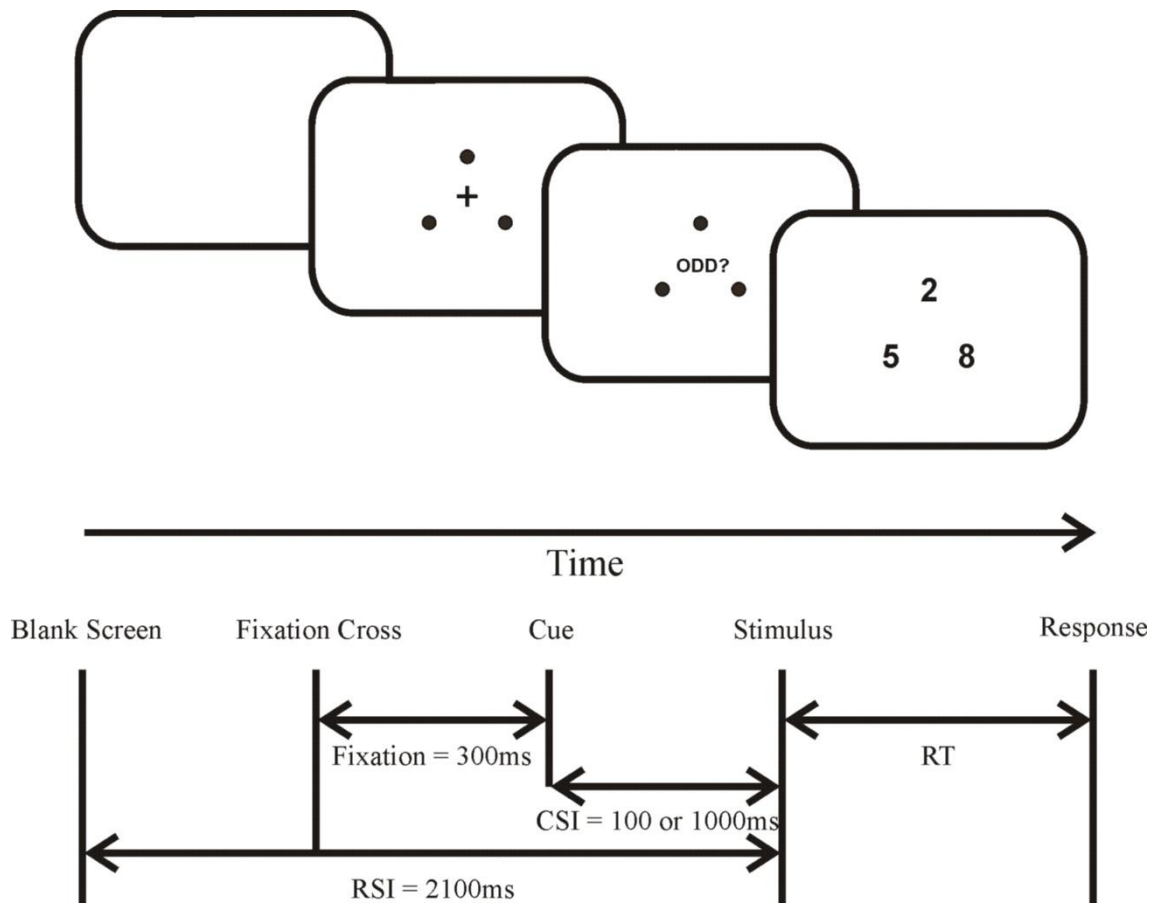 +
ODD?
2
5 8
Time
Blank Screen Fixation Cross Cue Stimulus Response
Fixation = 300ms RT
CSI = 100 or 1000ms
RSI = 2100ms